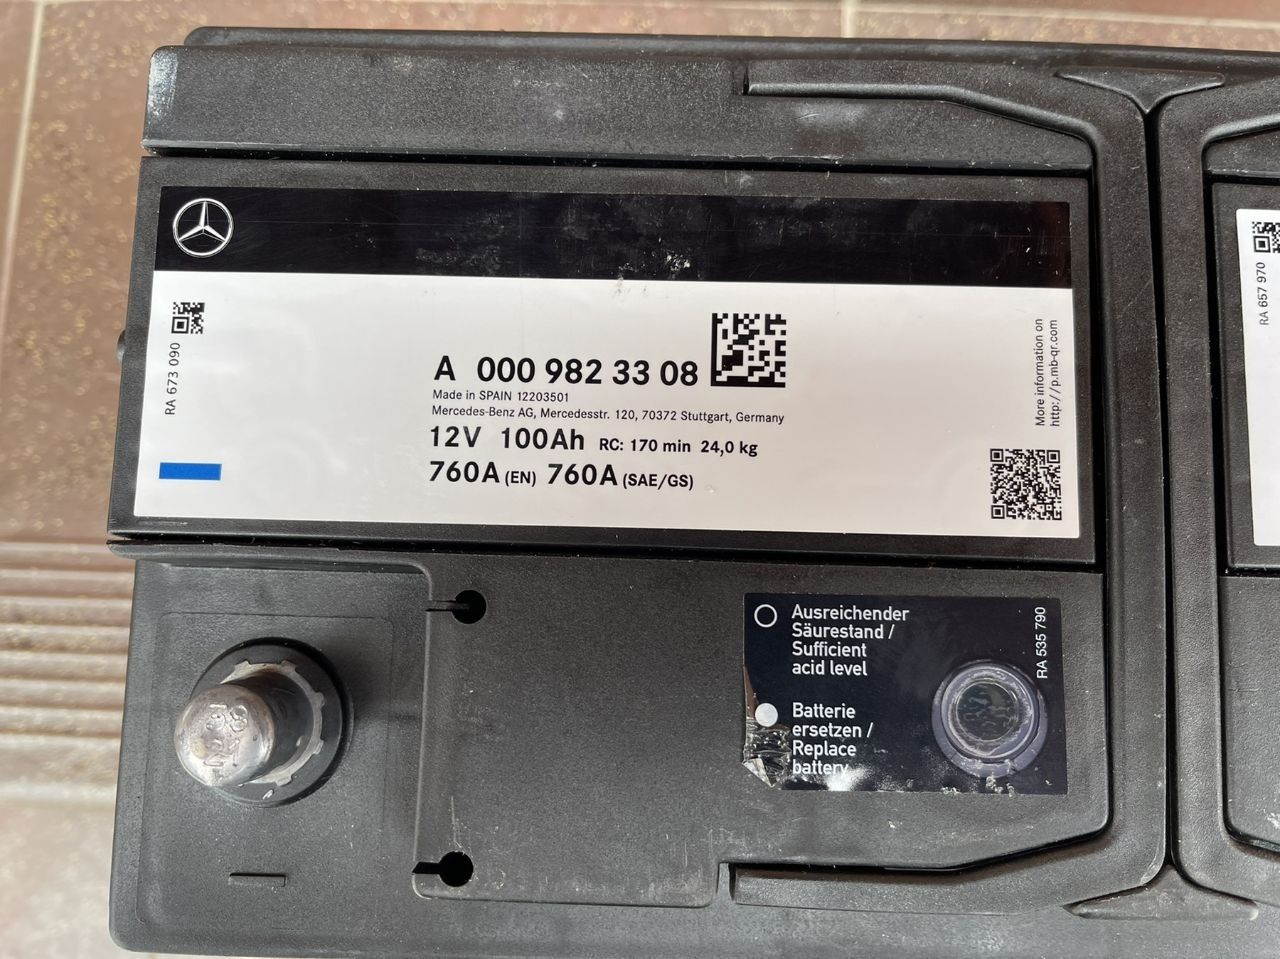 A 000 982 33 08
Made in SPAIN 12203501
Mercedes-Benz AG, Mercedesstr. 120, 70372 Stuttgart, Germany
12V 100Ah RC: 170 min 24,0 kg
760A (EN) 760A (SAE/GS)
RA 673 090
More information on
http://p.mb-qr.com
RA 657 970
Ausreichender
Säurestand /
Sufficient
acid level
Batterie
ersetzen /
Replace
battery
RA 535 790